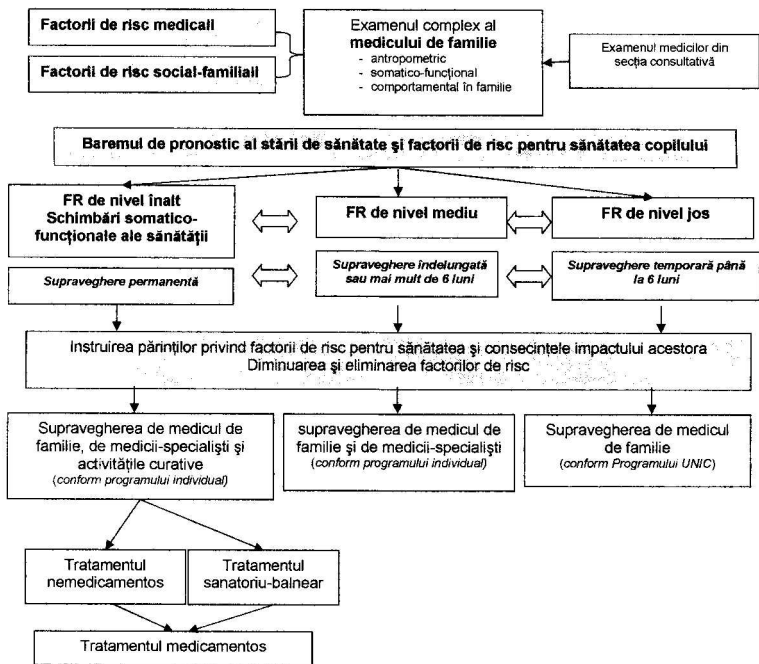 Factorii de risc medicali
Factorii de risc social-familiali
Examenul complex al
medicului de familie
- antropometric
- somatico-funcțional
- comportamental în familie
Examenul medicilor din
secția consultativă
Baremul de pronostic al stării de sănătate și factorii de risc pentru sănătatea copilului
FR de nivel înalt
Schimbări somatico-
funcționale ale sănătății
FR de nivel mediu
FR de nivel jos
Supraveghere permanentă
Supraveghere îndelungată
sau mai mult de 6 luni
Supraveghere temporară până
la 6 luni
Instruirea părinților privind factorii de risc pentru sănătatea și consecințele impactului acestora
Diminuarea și eliminarea factorilor de risc
Supravegherea de medicul de
familie, de medicii-specialiști și
activitățile curative
(conform programului individual)
supravegherea de medicul de
familie și de medicii-specialiști
(conform programului individual)
Supravegherea de medicul
de familie
(conform Programului UNIC)
Tratamentul
nemedicamentos
Tratamentul
sanatoriu-balnear
Tratamentul medicamentos